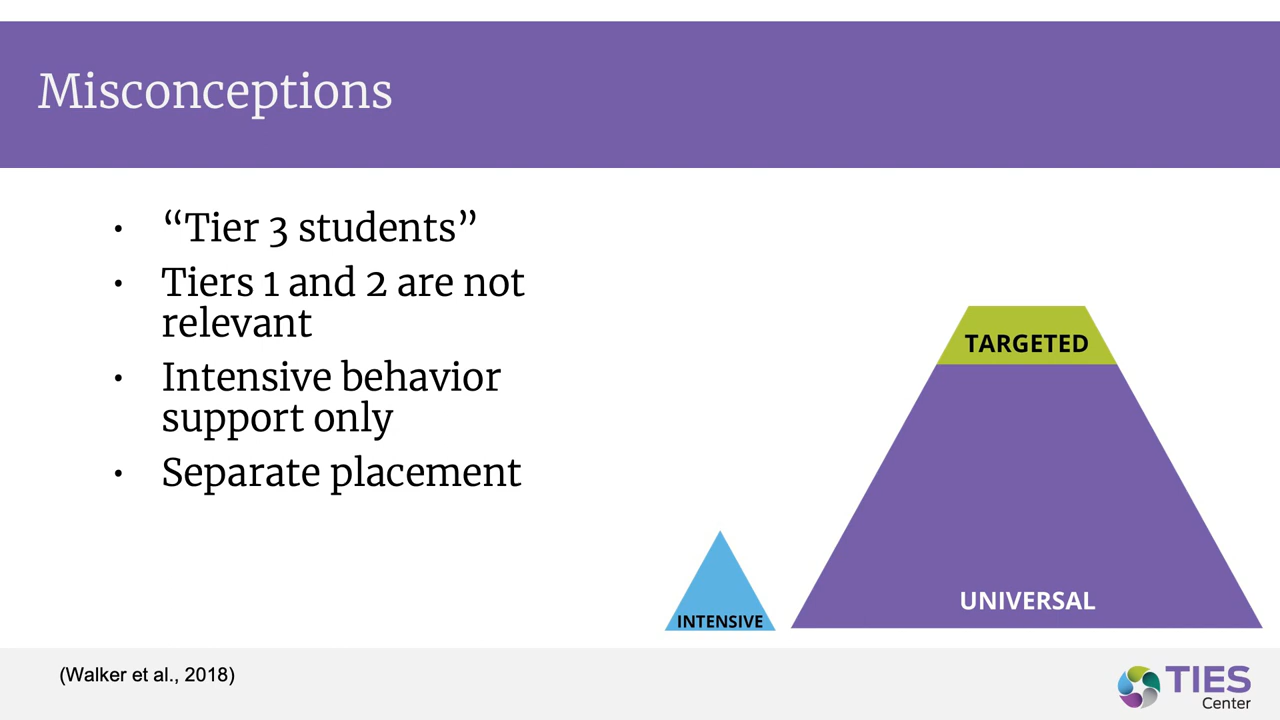 Misconceptions
• “Tier 3 students”
• Tiers 1 and 2 are not
relevant
• Intensive behavior
support only
• Separate placement
TARGETED
UNIVERSAL
INTENSIVE
(Walker et al., 2018)
TIES
Center